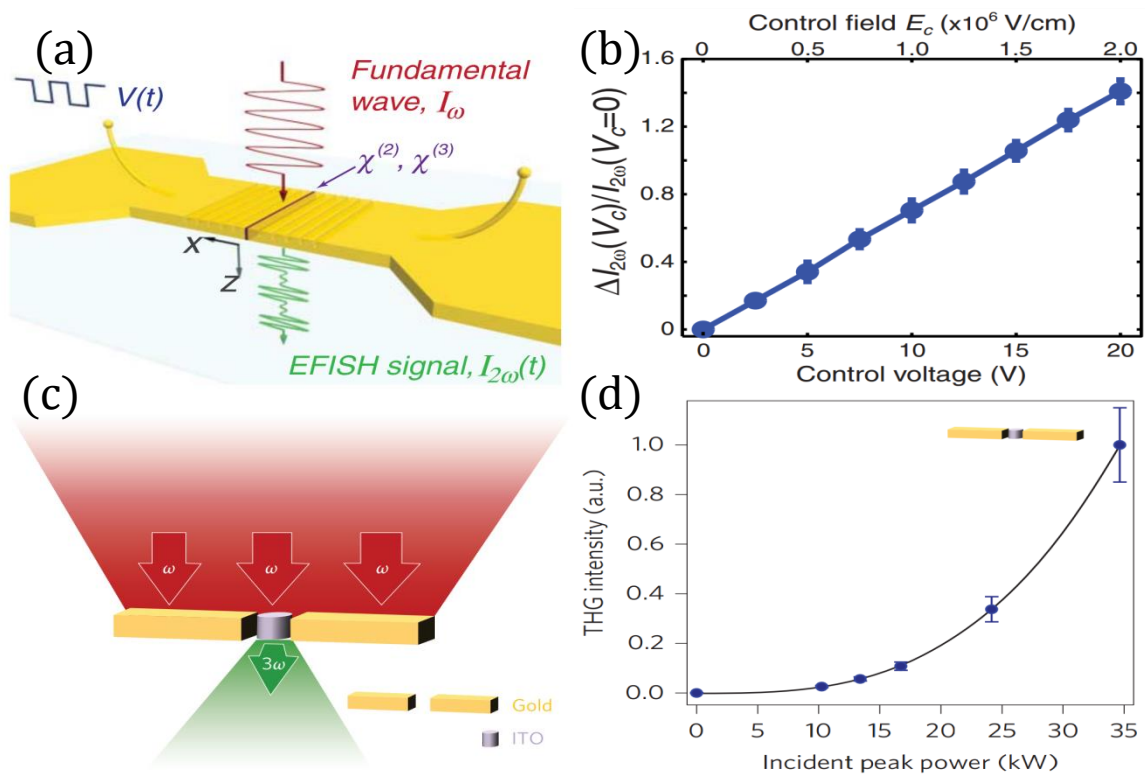 (a)
V(t)
Fundamental
wave, Iω
χ(2), χ(3)
X
Z
EFISH signal, I2ω(t)
(b)
Control field Ec (x10⁶ V/cm)
0 0.5 1.0 1.5 2.0
ΔI2ω(Vc)/I2ω(Vc=0)
1.6
1.2
0.8
0.4
0
0 5 10 15 20
Control voltage (V)
(c)
ω ω ω
3ω
Gold
ITO
(d)
THG intensity (a.u.)
1.0
0.8
0.6
0.4
0.2
0.0
0 5 10 15 20 25 30 35
Incident peak power (kW)